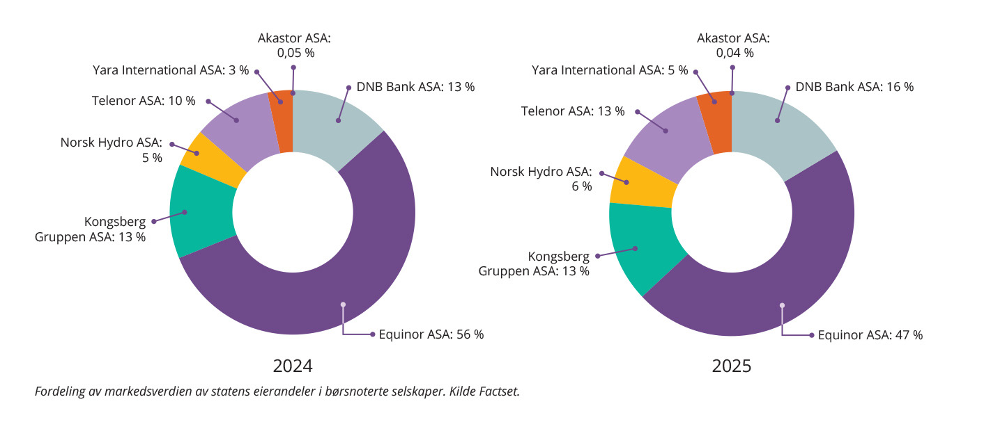 Akastor ASA:
0,05 %
Yara International ASA: 3 %
DNB Bank ASA: 13 %
Telenor ASA: 10 %
Norsk Hydro ASA:
5 %
Kongsberg
Gruppen ASA: 13 %
Equinor ASA: 56 %
2024
Akastor ASA:
0,04 %
Yara International ASA: 5 %
DNB Bank ASA: 16 %
Telenor ASA: 13 %
Norsk Hydro ASA:
6 %
Kongsberg
Gruppen ASA: 13 %
Equinor ASA: 47 %
2025
Fordeling av markedsverdien av statens eierandeler i børsnoterte selskaper. Kilde Factset.